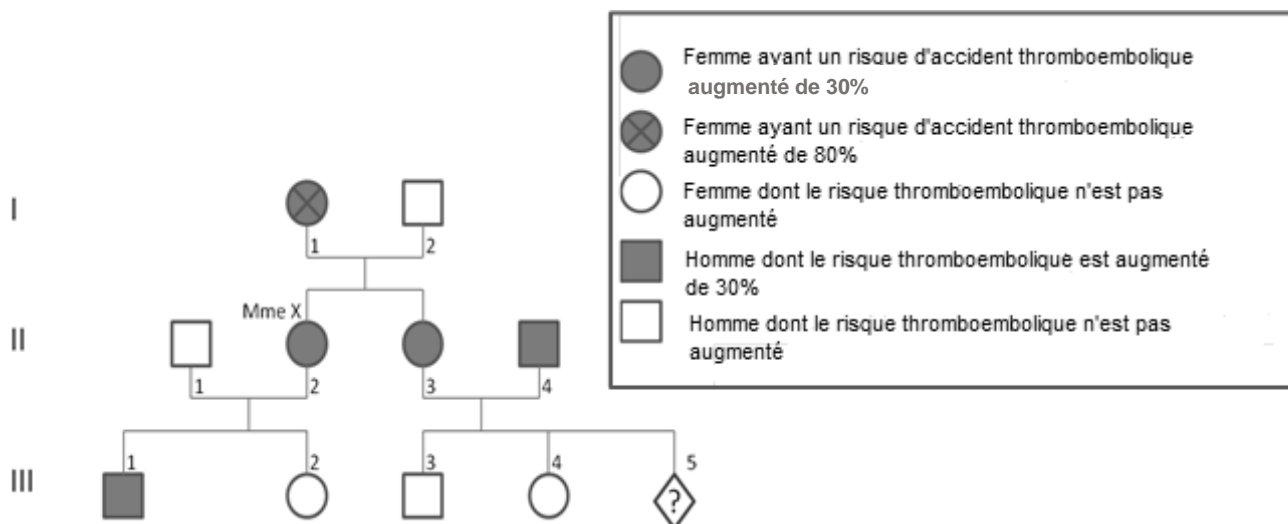 Femme ayant un risque d'accident thromboembolique
augmenté de 30%
Femme ayant un risque d'accident thromboembolique
augmenté de 80%
Femme dont le risque thromboembolique n'est pas
augmenté
Homme dont le risque thromboembolique est augmenté
de 30%
Homme dont le risque thromboembolique n'est pas
augmenté
I
1 2
Mme X
II
1 2 3 4
III
1 2 3 4 5
?